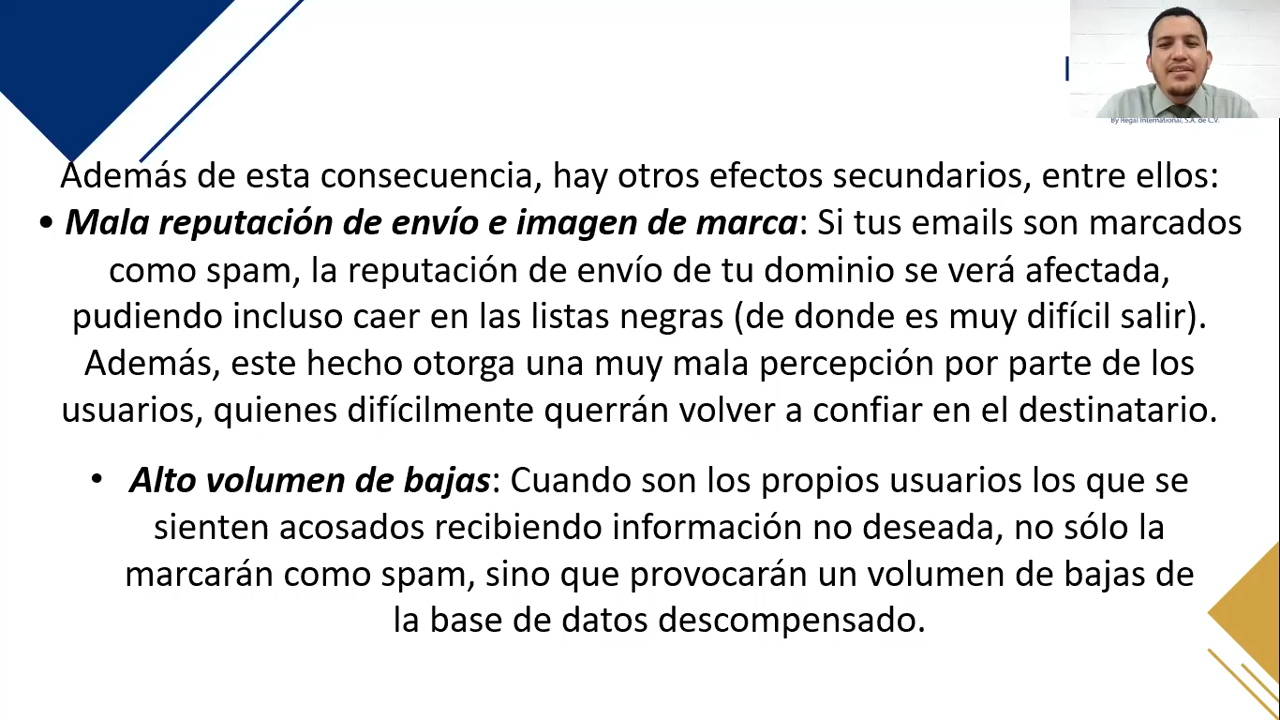 By Regal International, S.A. de C.V.
Además de esta consecuencia, hay otros efectos secundarios, entre ellos:
• Mala reputación de envío e imagen de marca: Si tus emails son marcados
como spam, la reputación de envío de tu dominio se verá afectada,
pudiendo incluso caer en las listas negras (de donde es muy difícil salir).
Además, este hecho otorga una muy mala percepción por parte de los
usuarios, quienes difícilmente querrán volver a confiar en el destinatario.
• Alto volumen de bajas: Cuando son los propios usuarios los que se
sienten acosados recibiendo información no deseada, no sólo la
marcarán como spam, sino que provocarán un volumen de bajas de
la base de datos descompensado.